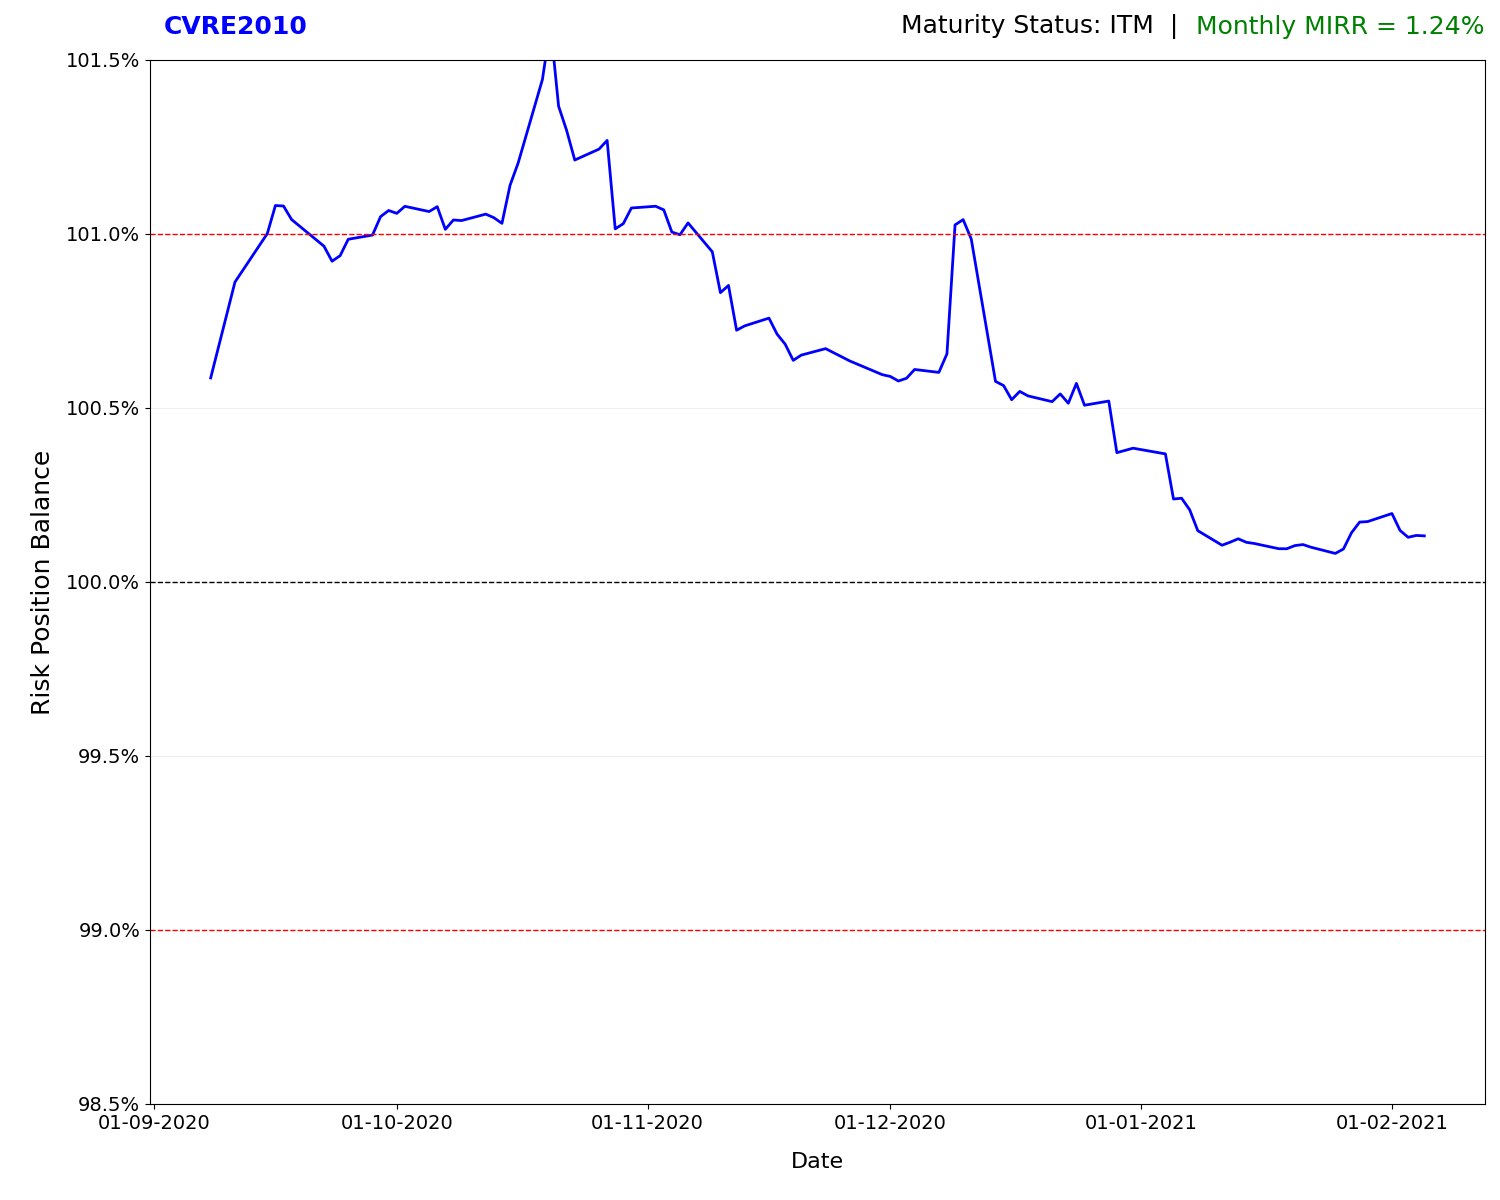 CVRE2010
Maturity Status: ITM | Monthly MIRR = 1.24%
101.5%
101.0%
100.5%
100.0%
99.5%
99.0%
98.5%
Risk Position Balance
01-09-2020 01-10-2020 01-11-2020 01-12-2020 01-01-2021 01-02-2021
Date